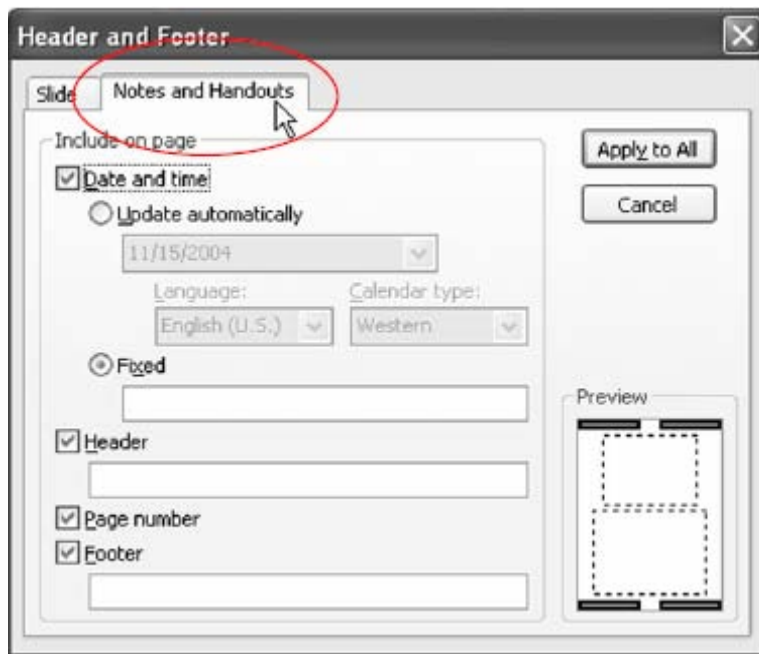 Header and Footer
Slide Notes and Handouts
Include on page
Apply to All
Date and time
Cancel
Update automatically
11/15/2004
Language: Calendar type:
English (U.S.) Western
Fixed
Preview
Header
Page number
Footer